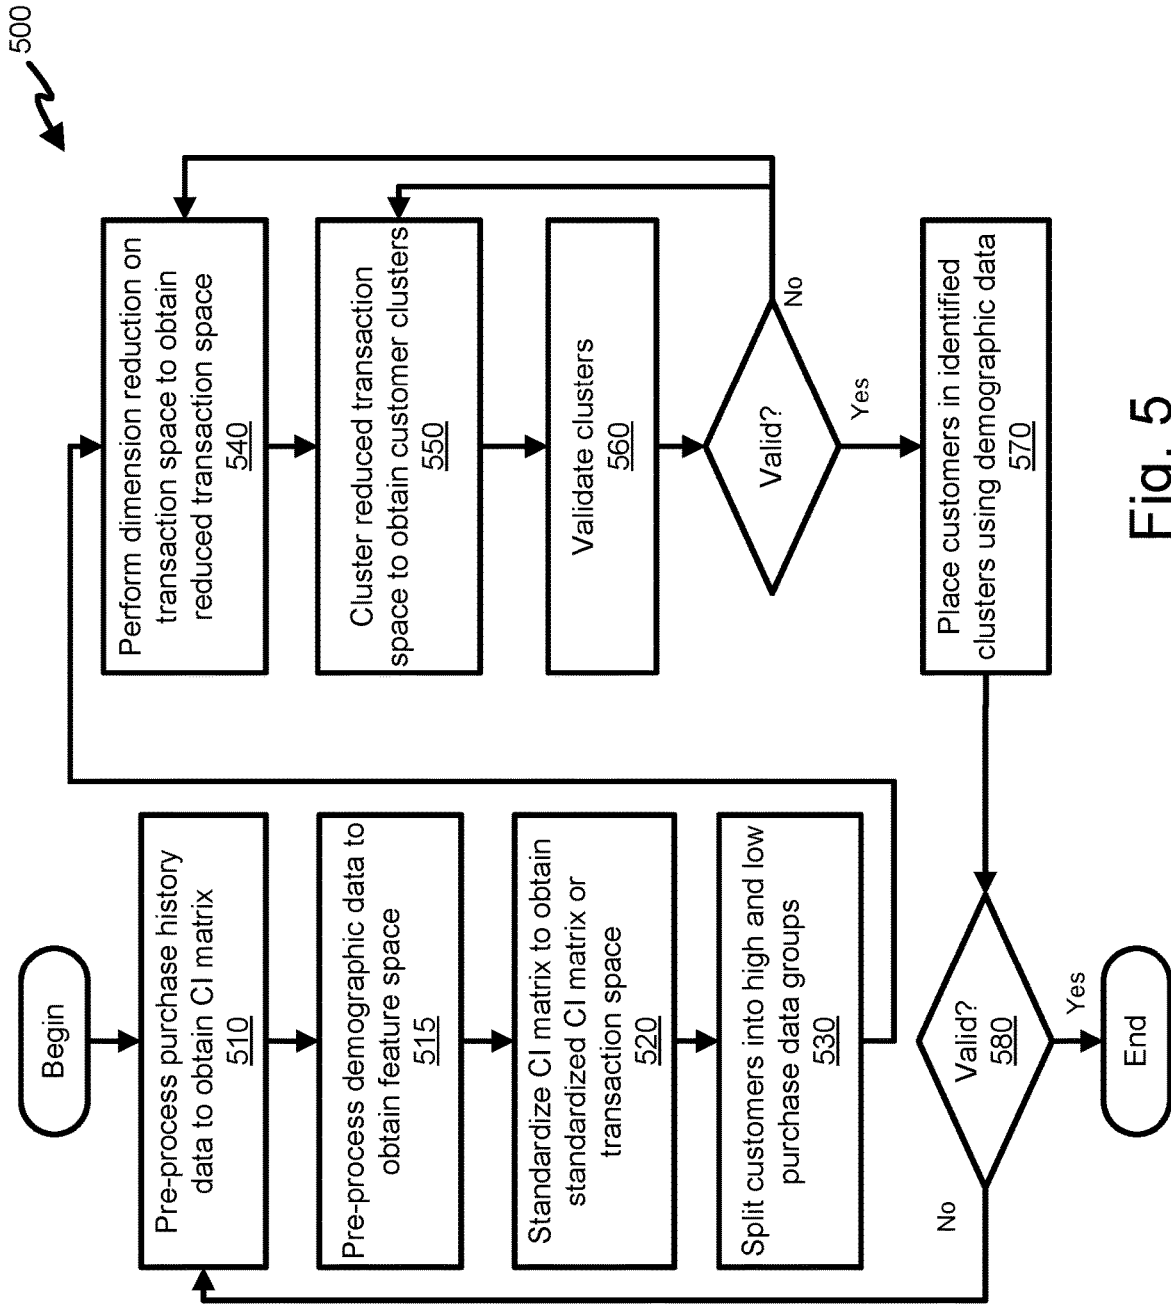 500
Begin
Pre-process purchase history
data to obtain CI matrix
510
Pre-process demographic data to
obtain feature space
515
Standardize CI matrix to obtain
standardized CI matrix or
transaction space
520
Split customers into high and low
purchase data groups
530
Perform dimension reduction on
transaction space to obtain
reduced transaction space
540
Cluster reduced transaction
space to obtain customer clusters
550
Validate clusters
560
Valid?
No
Yes
Place customers in identified
clusters using demographic data
570
Valid?
580
No
Yes
End
Fig. 5